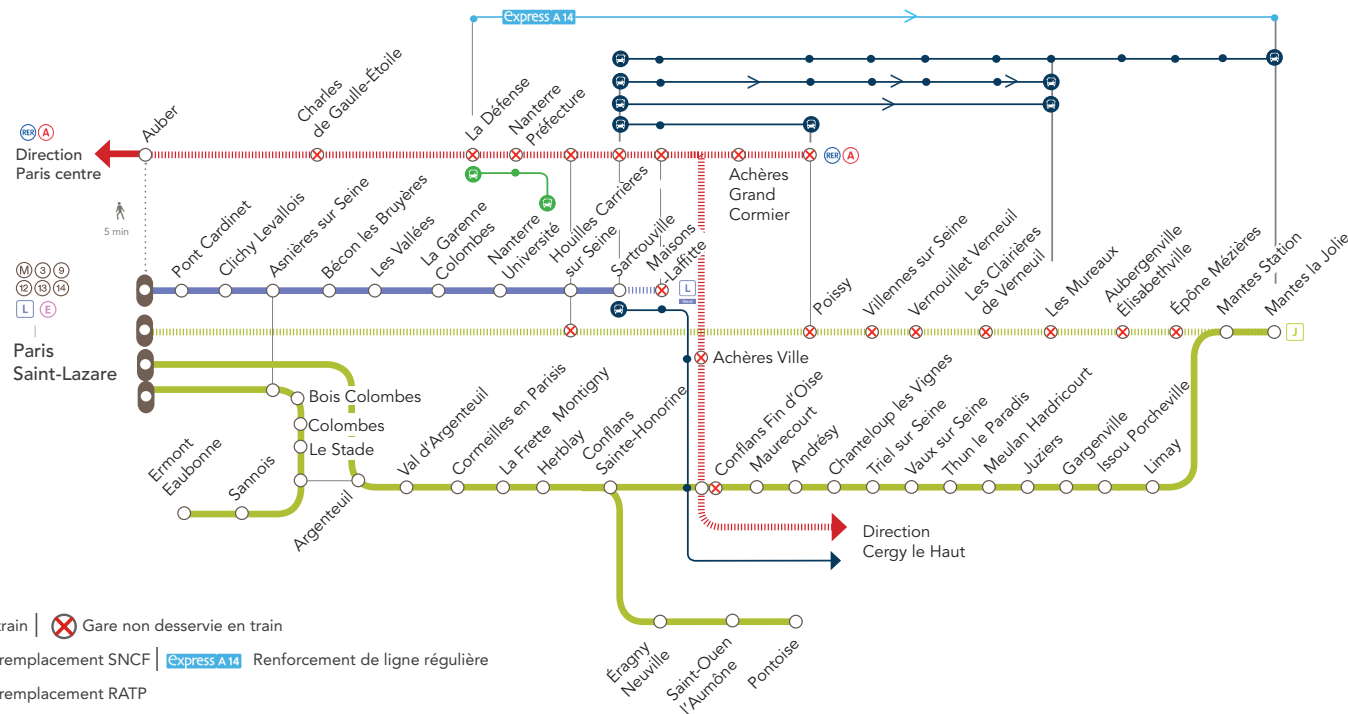 express A 14
Auber
Charles
de Gaulle-Étoile
La Défense
Nanterre
Préfecture
RER A
Direction
Paris centre
RER A
Achères
Grand
Cormier
5 min
Pont Cardinet
Clichy Levallois
Asnières sur Seine
Bécon les Bruyères
Les Vallées
La Garenne
Colombes
Nanterre
Université
Houilles Carrières
sur Seine
Sartrouville
Maisons
-Laffitte
L
M 3 9
12 13 14
L E
Paris
Saint-Lazare
Poissy
Villennes sur Seine
Vernouillet Verneuil
Les Clairières
de Verneuil
Les Mureaux
Aubergenville
Élisabethville
Épône Mézières
Mantes Station
Mantes la Jolie
J
Achères Ville
Bois Colombes
Colombes
Le Stade
Ermont
Eaubonne
Sannois
Argenteuil
Val d'Argenteuil
Cormeilles en Parisis
La Frette Montigny
Herblay
Conflans
Sainte-Honorine
Conflans Fin d'Oise
Maurecourt
Andrésy
Chanteloup les Vignes
Triel sur Seine
Vaux sur Seine
Thun le Paradis
Meulan Hardricourt
Juziers
Gargenville
Issou Porcheville
Limay
Direction
Cergy le Haut
Éragny
Neuville
Saint-Ouen
l'Aumône
Pontoise
train | Gare non desservie en train
remplacement SNCF | express A 14 Renforcement de ligne régulière
remplacement RATP